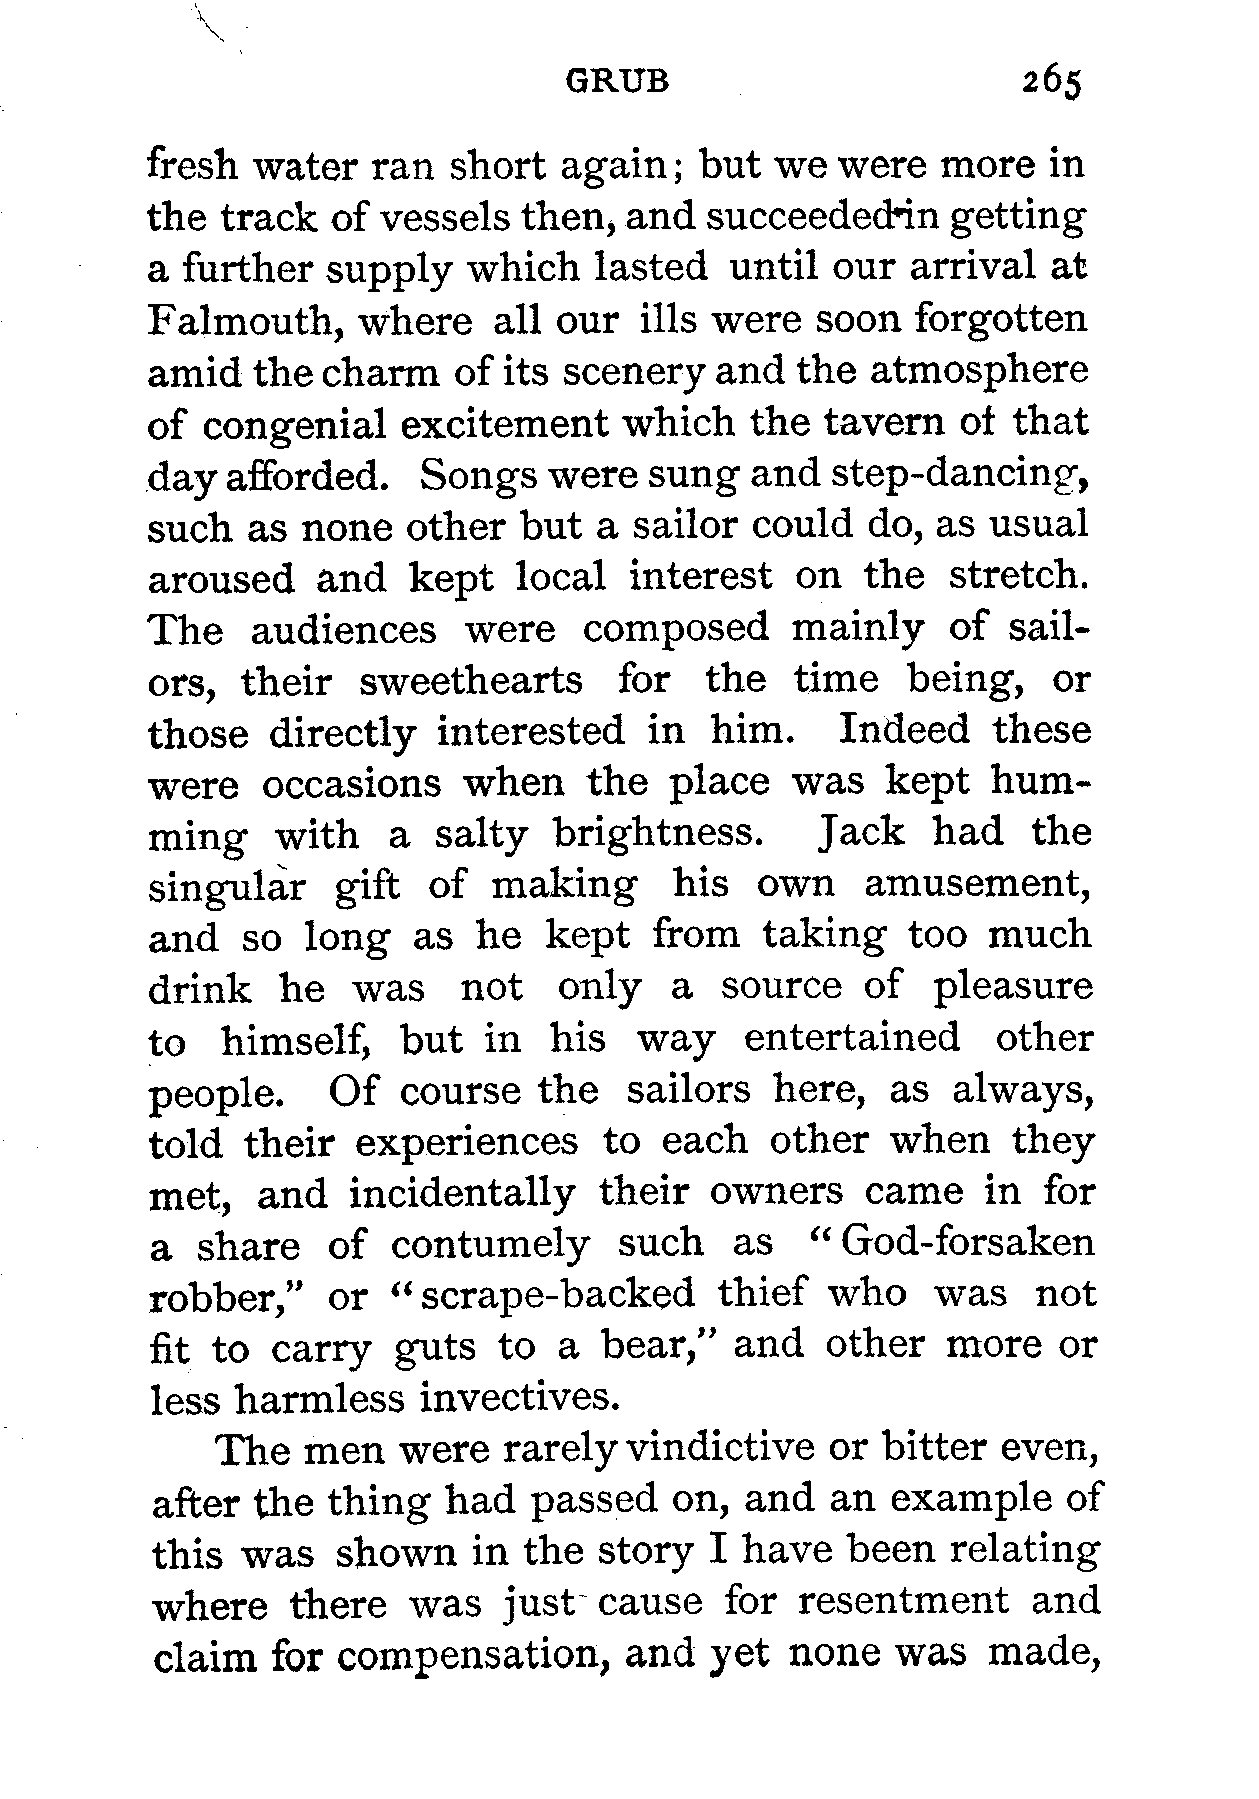 GRUB 265
fresh water ran short again; but we were more in
the track of vessels then, and succeeded in getting
a further supply which lasted until our arrival at
Falmouth, where all our ills were soon forgotten
amid the charm of its scenery and the atmosphere
of congenial excitement which the tavern of that
day afforded. Songs were sung and step-dancing,
such as none other but a sailor could do, as usual
aroused and kept local interest on the stretch.
The audiences were composed mainly of sail-
ors, their sweethearts for the time being, or
those directly interested in him. Indeed these
were occasions when the place was kept hum-
ming with a salty brightness. Jack had the
singular gift of making his own amusement,
and so long as he kept from taking too much
drink he was not only a source of pleasure
to himself, but in his way entertained other
people. Of course the sailors here, as always,
told their experiences to each other when they
met, and incidentally their owners came in for
a share of contumely such as "God-forsaken
robber," or "scrape-backed thief who was not
fit to carry guts to a bear," and other more or
less harmless invectives.
The men were rarely vindictive or bitter even,
after the thing had passed on, and an example of
this was shown in the story I have been relating
where there was just cause for resentment and
claim for compensation, and yet none was made,